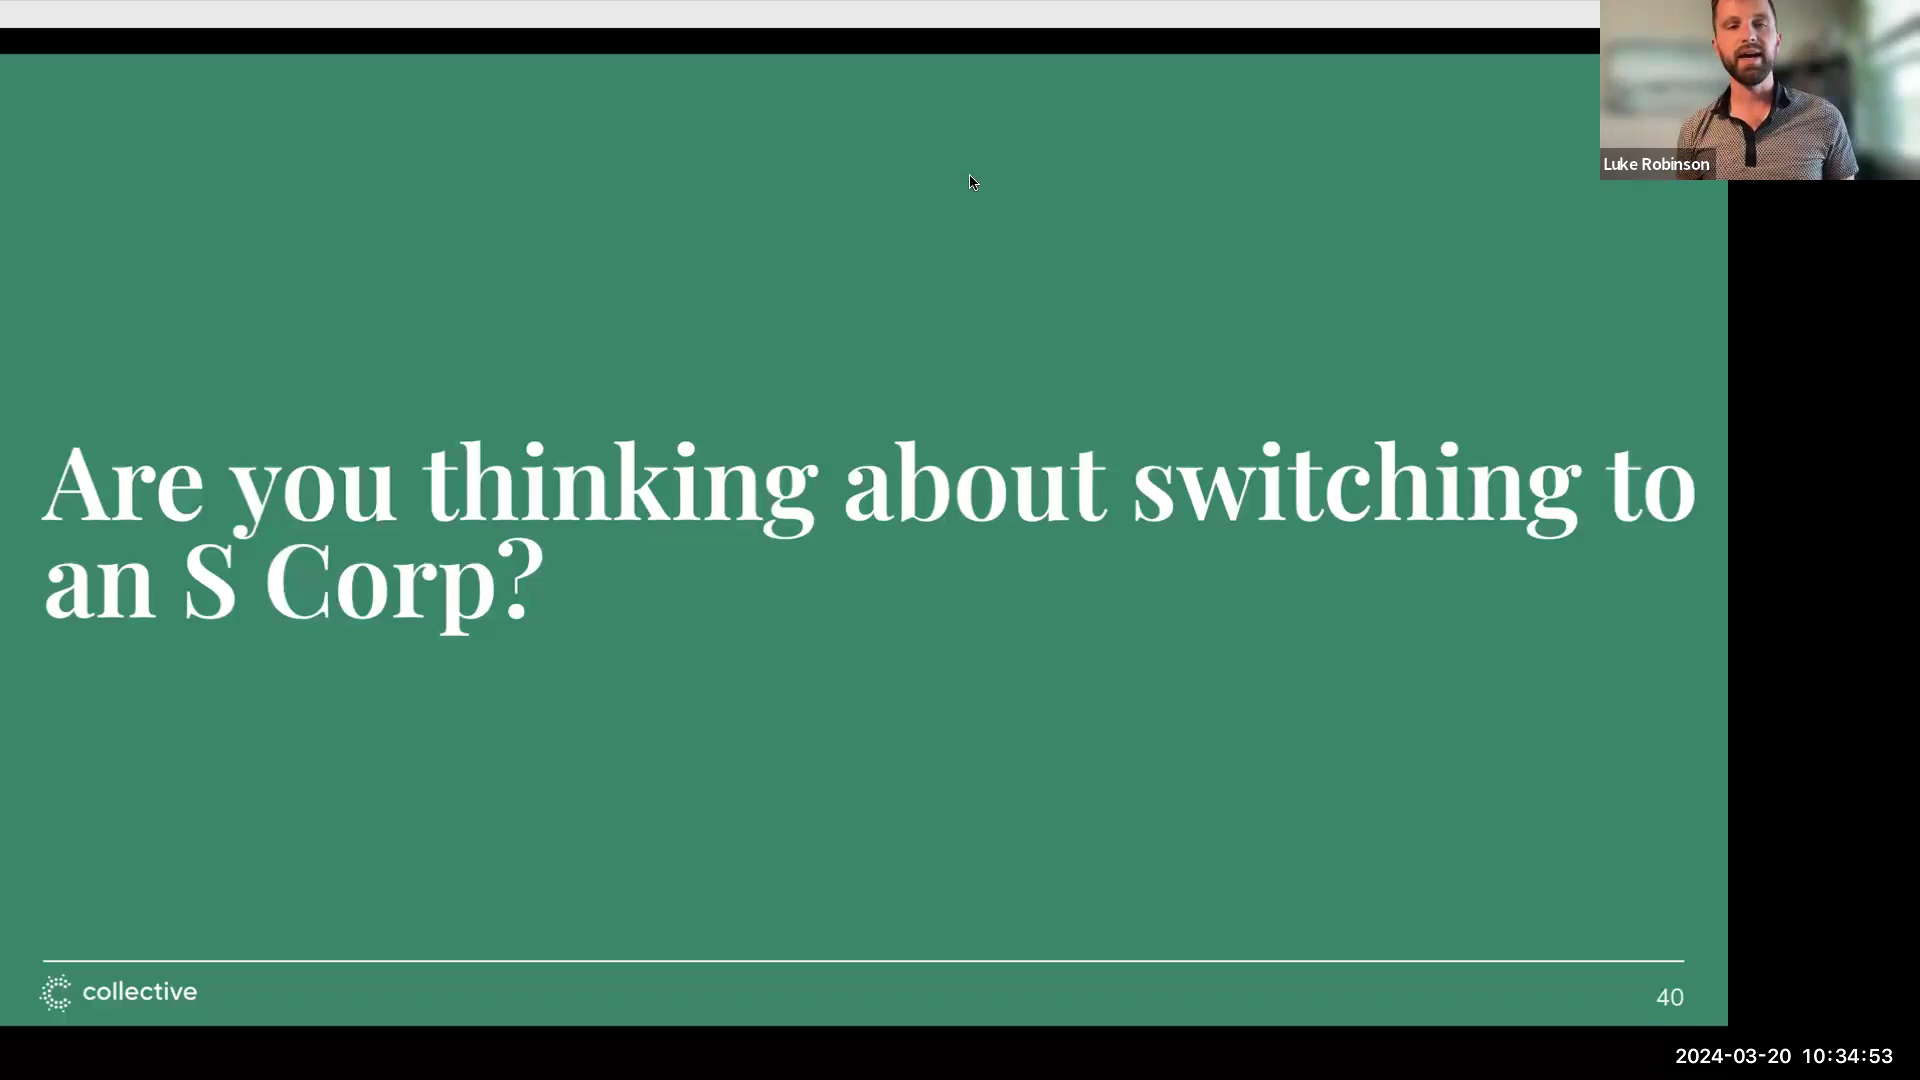 Luke Robinson
Are you thinking about switching to
an S Corp?
collective
40
2024-03-20 10:34:53